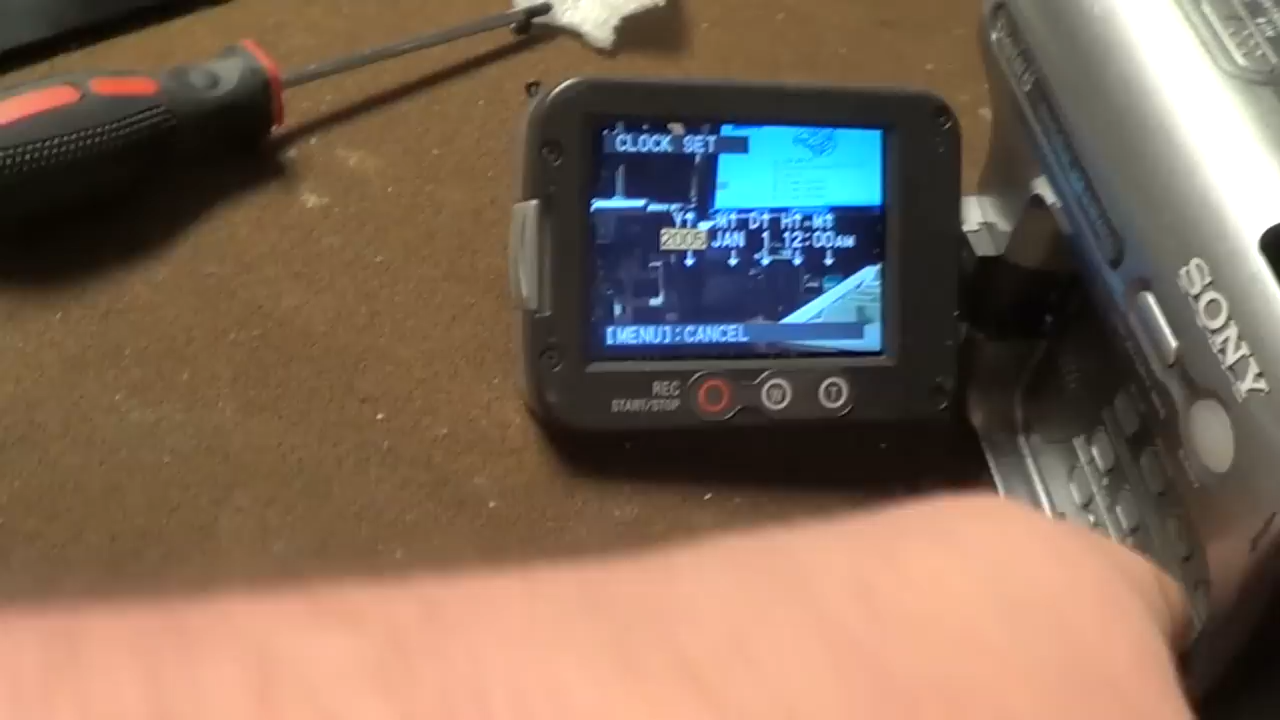 CLOCK SET
Y↑ M↑ D↑ H↑ M↑
2005 JAN 1 12:00AM
[MENU]:CANCEL
REC
START/STOP
W
T
SONY